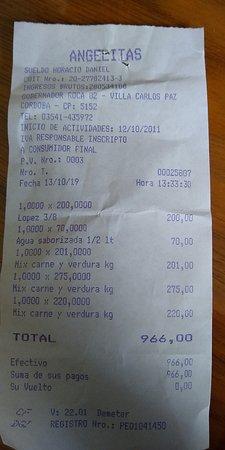 ANGELITAS
SUELDO HORACIO DANIEL
CUIT Nro.: 20-27782413-3
INGRESOS BRUTOS:280534106
GOBERNADOR ROCA 82 - VILLA CARLOS PAZ
CORDOBA - CP: 5152
TEL: 03541-435972
INICIO DE ACTIVIDADES: 12/10/2011
IVA RESPONSABLE INSCRIPTO
A CONSUMIDOR FINAL
P.V. Nro.: 0003
Nro. T. 00025807
Fecha 13/10/19 Hora 13:33:30
1,0000 x 200,0000
Lopez 3/8 200,00
1,0000 x 70,0000
Agua saborizada 1/2 lt 70,00
1,0000 x 201,0000
Mix carne y verdura kg 201,00
1,0000 x 275,0000
Mix carne y verdura kg 275,00
1,0000 x 220,0000
Mix carne y verdura kg 220,00
TOTAL 966,00
Efectivo 966,00
Suma de sus pagos 966,00
Su Vuelto 0,00
V: 22.01 Demeter
REGISTRO Nro.: PEO1041450